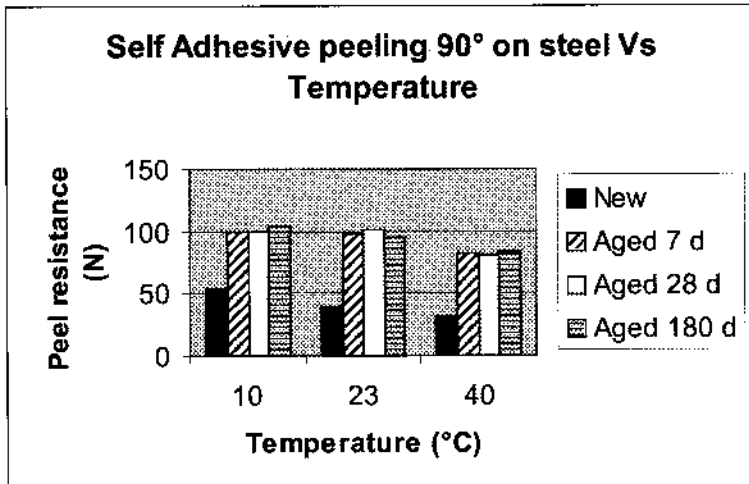 Self Adhesive peeling 90° on steel Vs
Temperature
Peel resistance
(N)
150
100
50
0
10 23 40
Temperature (°C)
New
Aged 7 d
Aged 28 d
Aged 180 d